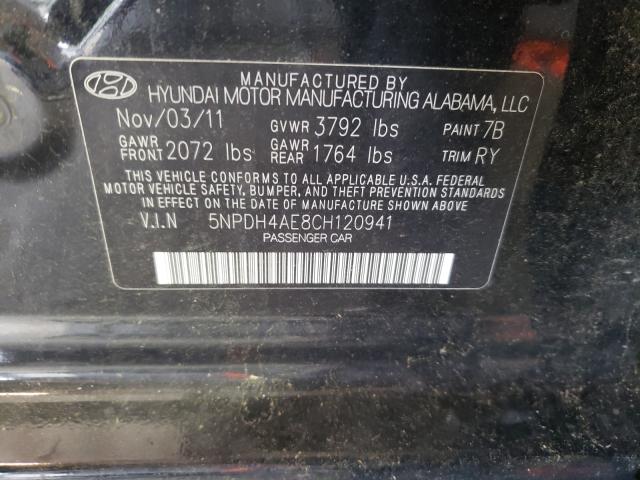 MANUFACTURED BY
HYUNDAI MOTOR MANUFACTURING ALABAMA, LLC
Nov/03/11 GVWR 3792 lbs PAINT 7B
GAWR FRONT 2072 lbs GAWR REAR 1764 lbs TRIM RY
THIS VEHICLE CONFORMS TO ALL APPLICABLE U.S.A. FEDERAL
MOTOR VEHICLE SAFETY, BUMPER, AND THEFT PREVENTION STANDARDS
IN EFFECT ON THE DATE OF MANUFACTURE SHOWN ABOVE.
V.I.N 5NPDH4AE8CH120941
PASSENGER CAR